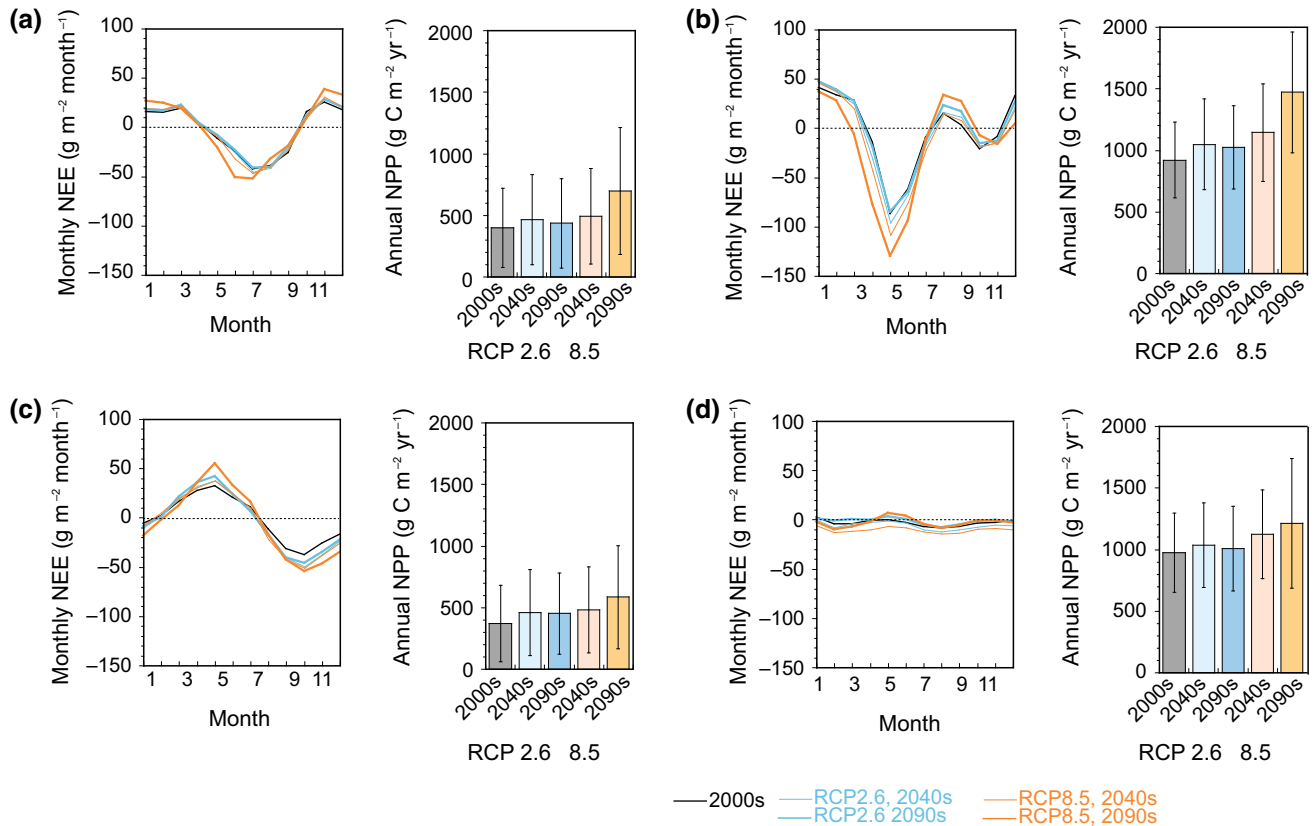 (a)
Monthly NEE (g m⁻² month⁻¹)
100
50
0
−50
−100
−150
1 3 5 7 9 11
Month
Annual NPP (g C m⁻² yr⁻¹)
2000
1500
1000
500
0
2000s 2040s 2090s 2040s 2090s
RCP 2.6 8.5
(b)
Monthly NEE (g m⁻² month⁻¹)
100
50
0
−50
−100
−150
1 3 5 7 9 11
Month
Annual NPP (g C m⁻² yr⁻¹)
2000
1500
1000
500
0
2000s 2040s 2090s 2040s 2090s
RCP 2.6 8.5
(c)
Monthly NEE (g m⁻² month⁻¹)
100
50
0
−50
−100
−150
1 3 5 7 9 11
Month
Annual NPP (g C m⁻² yr⁻¹)
2000
1500
1000
500
0
2000s 2040s 2090s 2040s 2090s
RCP 2.6 8.5
(d)
Monthly NEE (g m⁻² month⁻¹)
100
50
0
−50
−100
−150
1 3 5 7 9 11
Month
Annual NPP (g C m⁻² yr⁻¹)
2000
1500
1000
500
0
2000s 2040s 2090s 2040s 2090s
RCP 2.6 8.5
2000s
RCP2.6, 2040s
RCP2.6 2090s
RCP8.5, 2040s
RCP8.5, 2090s